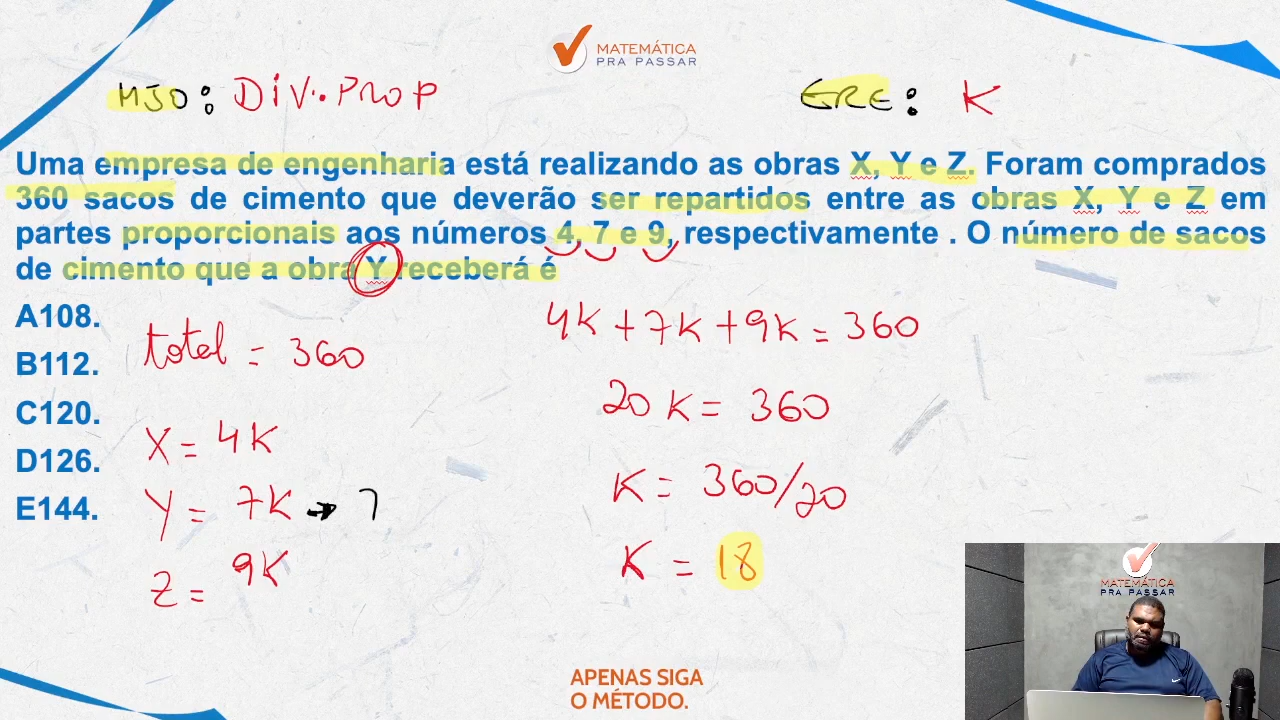 MATEMÁTICA
PRA PASSAR
MJD: DIV. PROP
GRE: K
Uma empresa de engenharia está realizando as obras X, Y e Z. Foram comprados
360 sacos de cimento que deverão ser repartidos entre as obras X, Y e Z em
partes proporcionais aos números 4, 7 e 9, respectivamente . O número de sacos
de cimento que a obra Y receberá é
A108.
B112.
C120.
D126.
E144.
total = 360
X = 4K
Y = 7K → 7
Z = 9K
4K + 7K + 9K = 360
20 K = 360
K = 360/20
K = 18
MATEMÁTICA
PRA PASSAR
APENAS SIGA
O MÉTODO.